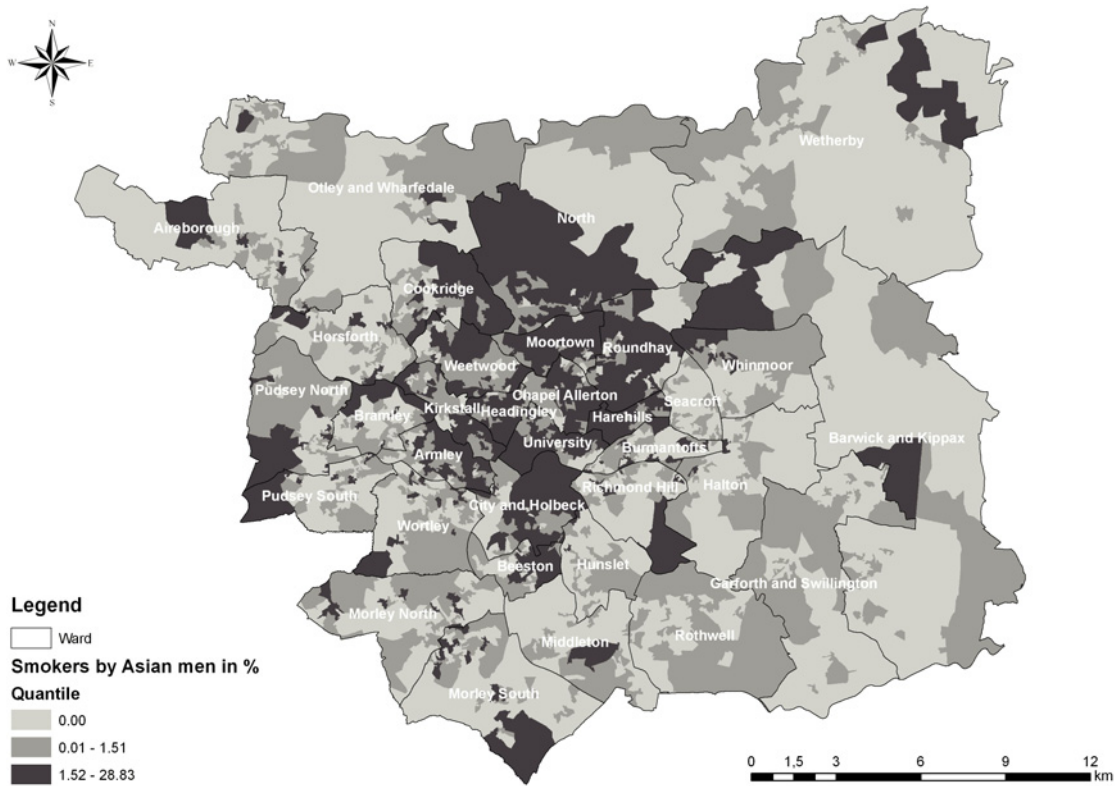 N
W E
S
Wetherby
Otley and Wharfedale
North
Aireborough
Cookridge
Horsforth
Moortown
Roundhay
Weetwood
Whinmoor
Pudsey North
Chapel Allerton
Seacroft
Bramley
Kirkstall
Headingley
Harehills
University
Burmantofts
Barwick and Kippax
Armley
Richmond Hill
Halton
Pudsey South
City and Holbeck
Wortley
Beeston
Hunslet
Garforth and Swillington
Morley North
Middleton
Rothwell
Morley South
Legend
Ward
Smokers by Asian men in %
Quantile
0.00
0.01 - 1.51
1.52 - 28.83
0 1,5 3 6 9 12
km